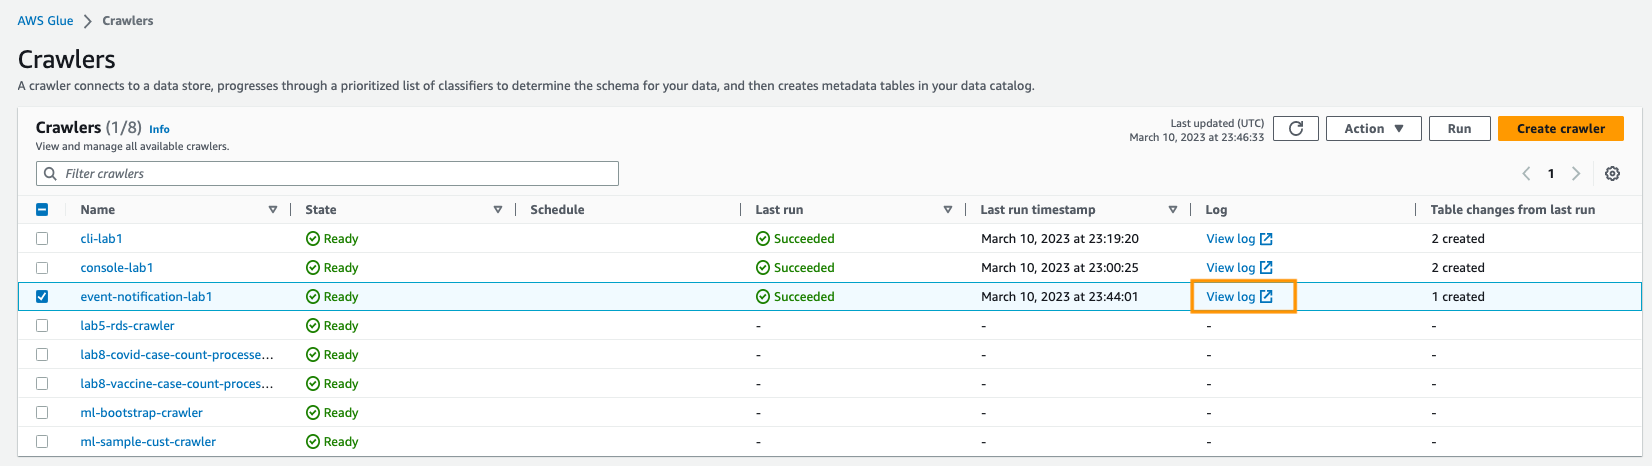 AWS Glue > Crawlers
Crawlers
A crawler connects to a data store, progresses through a prioritized list of classifiers to determine the schema for your data, and then creates metadata tables in your data catalog.
Crawlers (1/8) Info
View and manage all available crawlers.
Last updated (UTC)
March 10, 2023 at 23:46:33
Action
Run
Create crawler
Filter crawlers
1
Name State Schedule Last run Last run timestamp Log Table changes from last run
cli-lab1 Ready Succeeded March 10, 2023 at 23:19:20 View log 2 created
console-lab1 Ready Succeeded March 10, 2023 at 23:00:25 View log 2 created
event-notification-lab1 Ready Succeeded March 10, 2023 at 23:44:01 View log 1 created
lab5-rds-crawler Ready - - - -
lab8-covid-case-count-processe... Ready - - - -
lab8-vaccine-case-count-proces... Ready - - - -
ml-bootstrap-crawler Ready - - - -
ml-sample-cust-crawler Ready - - - -